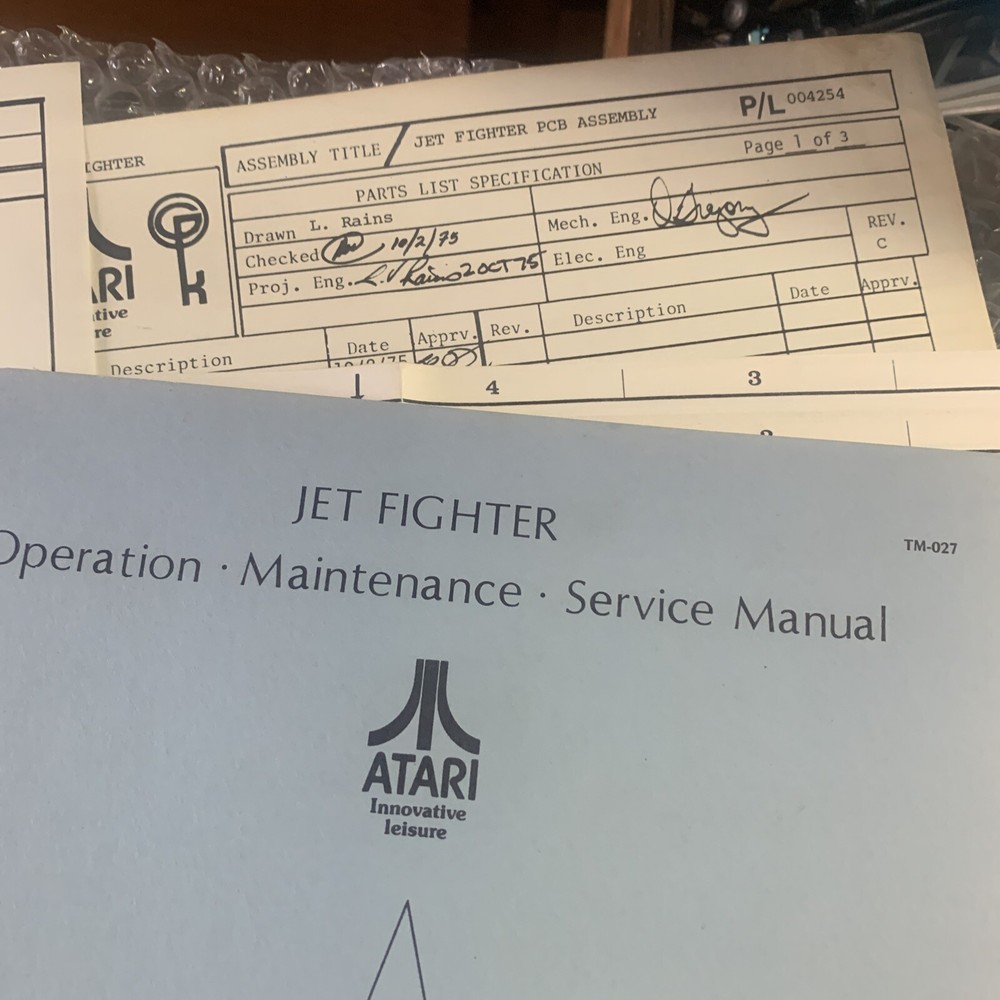 IGHTER
ARI
tive
re
k
ASSEMBLY TITLE / JET FIGHTER PCB ASSEMBLY P/L 004254
PARTS LIST SPECIFICATION Page 1 of 3
Drawn L. Rains Mech. Eng.
Checked 10/2/75 Elec. Eng REV.
Proj. Eng. L.V Rains 2 OCT 75 C
Description Date Apprv. Rev. Description Date Apprv.
4 3
JET FIGHTER
TM-027
Operation · Maintenance · Service Manual
ATARI
Innovative
leisure